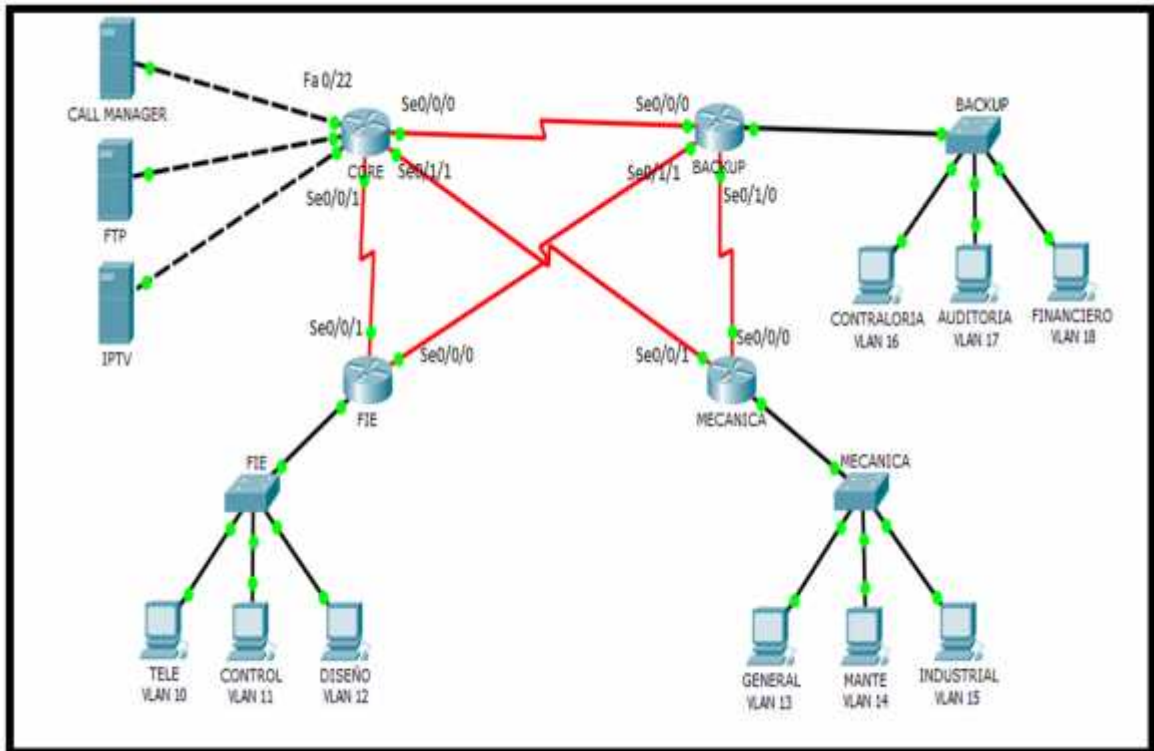 Fa 0/22
CALL MANAGER
Se0/0/0
CORE
Se0/1/1
Se0/0/1
FTP
IPTV
Se0/0/0
BACKUP
Se0/1/1
Se0/1/0
BACKUP
CONTRALORIA
VLAN 16
AUDITORIA
VLAN 17
FINANCIERO
VLAN 18
Se0/0/1
Se0/0/0
FIE
Se0/0/1
Se0/0/0
MECANICA
FIE
TELE
VLAN 10
CONTROL
VLAN 11
DISEÑO
VLAN 12
MECANICA
GENERAL
VLAN 13
MANTE
VLAN 14
INDUSTRIAL
VLAN 15